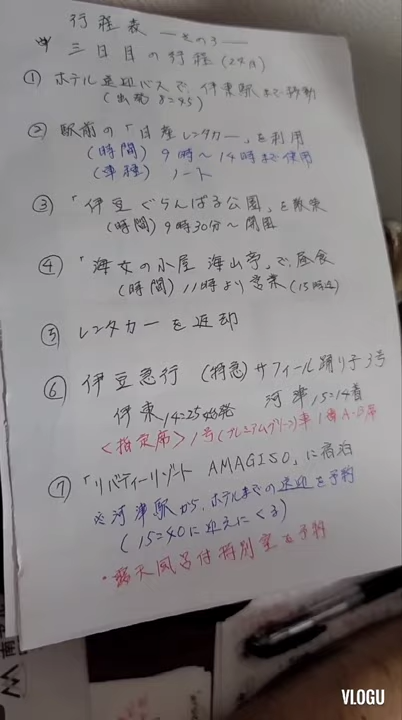 行程表 ーその3ー
三日目の行程 (24月)
① ホテル送迎バスで、伊東駅まで移動
(出発 8=45)
② 駅前の「日産レンタカー」を利用
(時間) 9時〜14時まで使用
(車種) ノート
③ 「伊豆ぐらんぱる公園」を散策
(時間) 9時30分〜開園
④ 「海女の小屋 海山亭」で、昼食
(時間) 11時より営業 (15時迄)
⑤ レンタカーを返却
⑥ 伊豆急行 (特急) サフィール踊り子3号
伊東 14=25 発 河津 15=14着
<指定席> 1号 (プレミアムグリーン)車 1番A・B席
⑦ 「リバティーリゾート AMAGISO」に宿泊
※河津駅から、ホテルまでの送迎を予約
(15=40に迎えにくる)
・露天風呂付特別室を予約
VLOGU